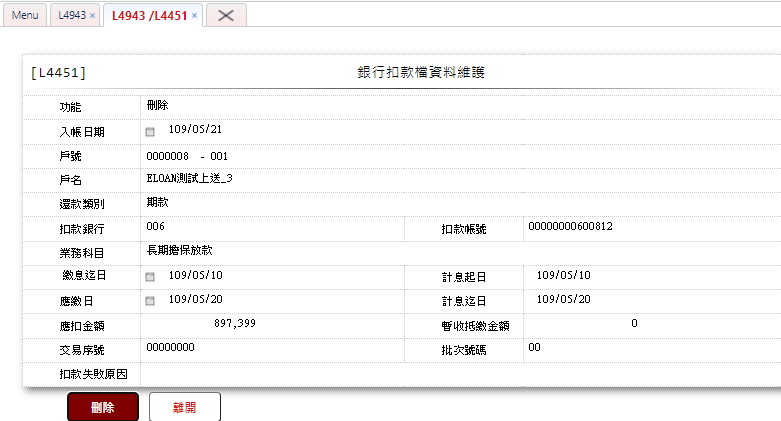 Menu L4943 × L4943 /L4451 ×
[L4451] 銀行扣款檔資料維護
功能 刪除
入帳日期 109/05/21
戶號 0000008 - 001
戶名 ELOAN測試上送_3
還款類別 期款
扣款銀行 006 扣款帳號 00000000600812
業務科目 長期擔保放款
繳息迄日 109/05/10 計息起日 109/05/10
應繳日 109/05/20 計息迄日 109/05/20
應扣金額 897,399 暫收抵繳金額 0
交易序號 00000000 批次號碼 00
扣款失敗原因
刪除 離開